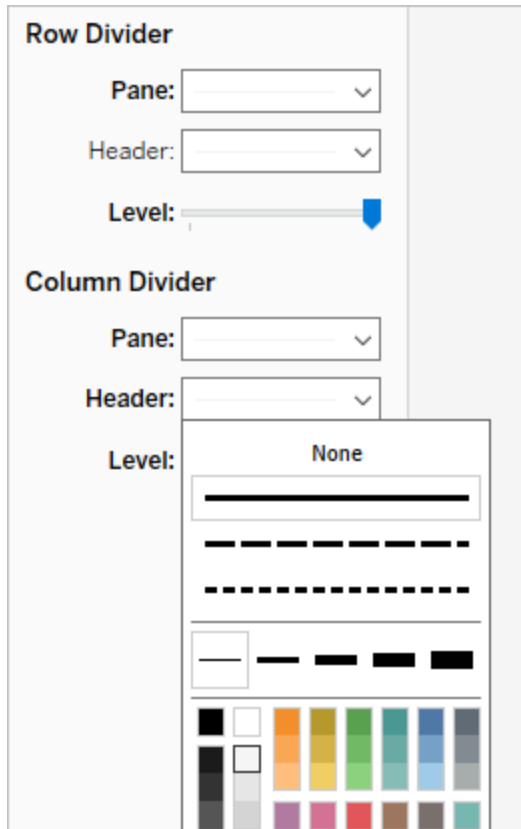 Row Divider
Pane:
Header:
Level:
Column Divider
Pane:
Header:
Level:
None